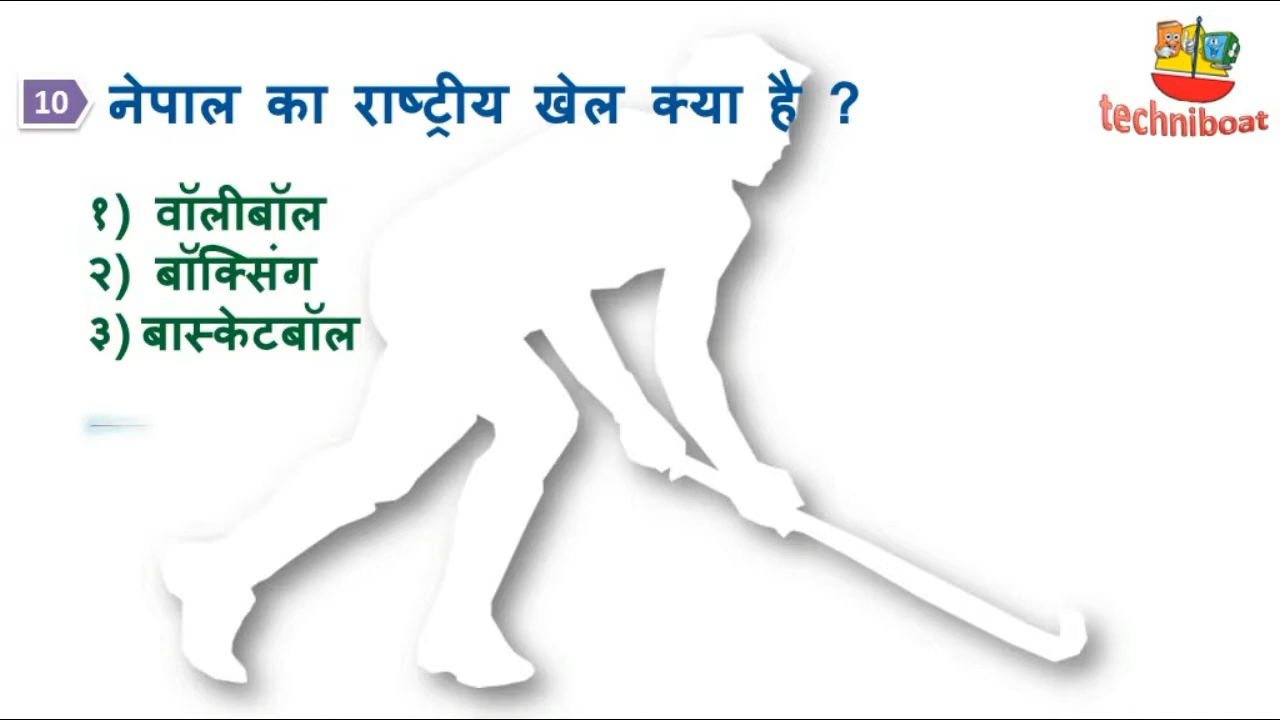 10 नेपाल का राष्ट्रीय खेल क्या है ?
techniboat
१) वॉलीबॉल
२) बॉक्सिंग
३) बास्केटबॉल